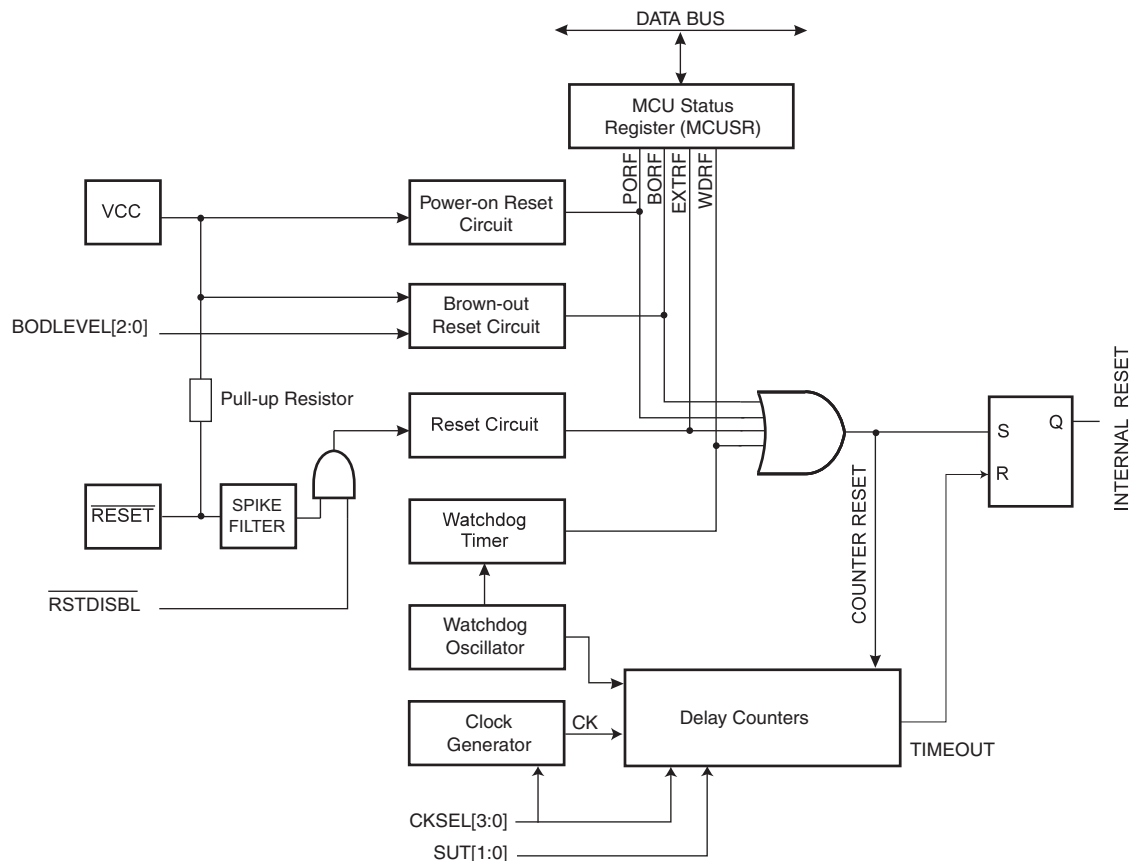 DATA BUS
MCU Status
Register (MCUSR)
PORF
BORF
EXTRF
WDRF
VCC
Power-on Reset
Circuit
BODLEVEL[2:0]
Brown-out
Reset Circuit
Pull-up Resistor
Reset Circuit
S
Q
R
INTERNAL RESET
RESET
SPIKE
FILTER
Watchdog
Timer
COUNTER RESET
RSTDISBL
Watchdog
Oscillator
Clock
Generator
CK
Delay Counters
TIMEOUT
CKSEL[3:0]
SUT[1:0]